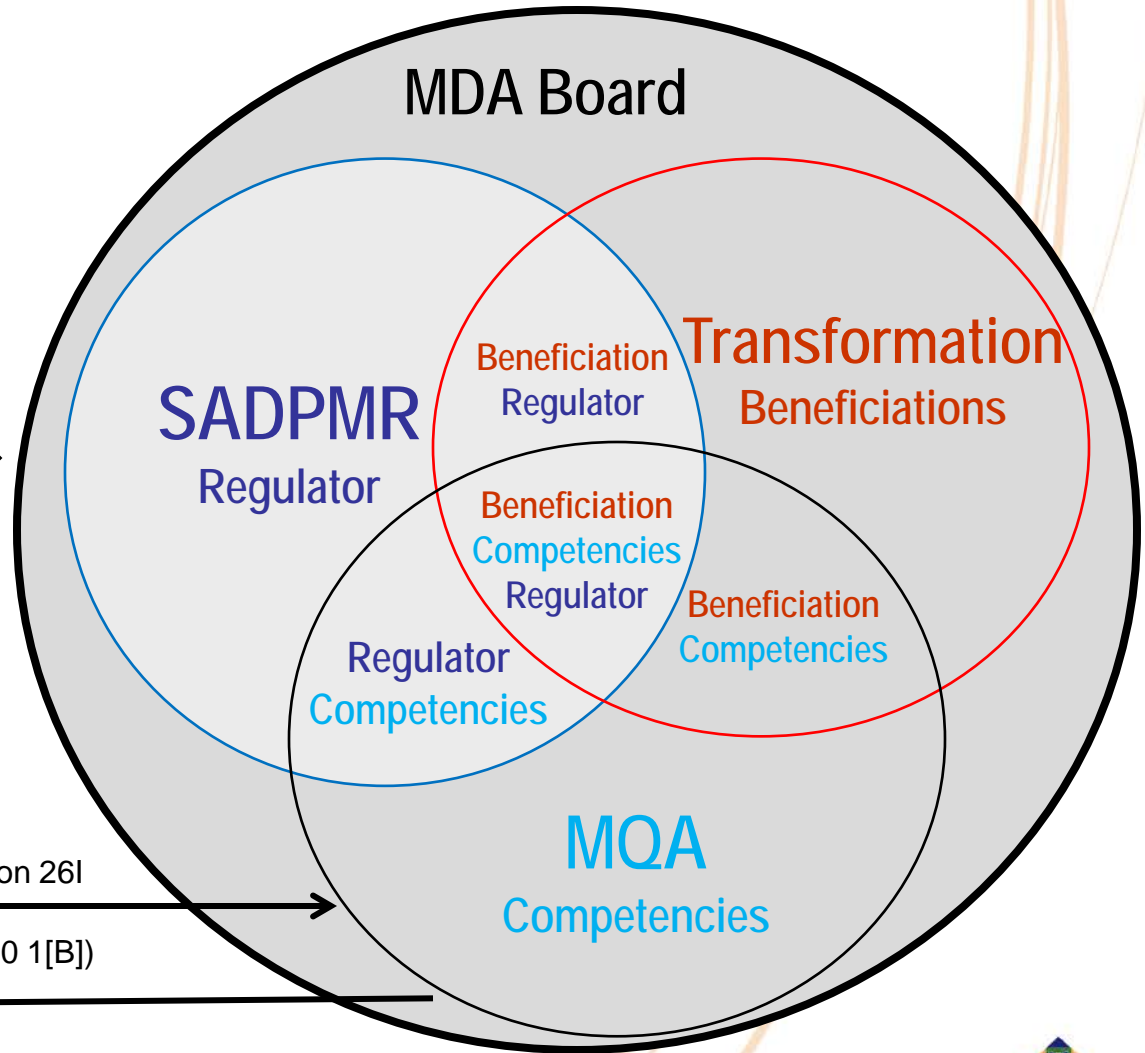 MDA Board
Transformation
Beneficiations
Beneficiation
Regulator
SADPMR
Regulator
Beneficiation
Competencies
Regulator
Beneficiation
Competencies
Regulator
Competencies
MQA
Competencies
on 26I
0 1[B])